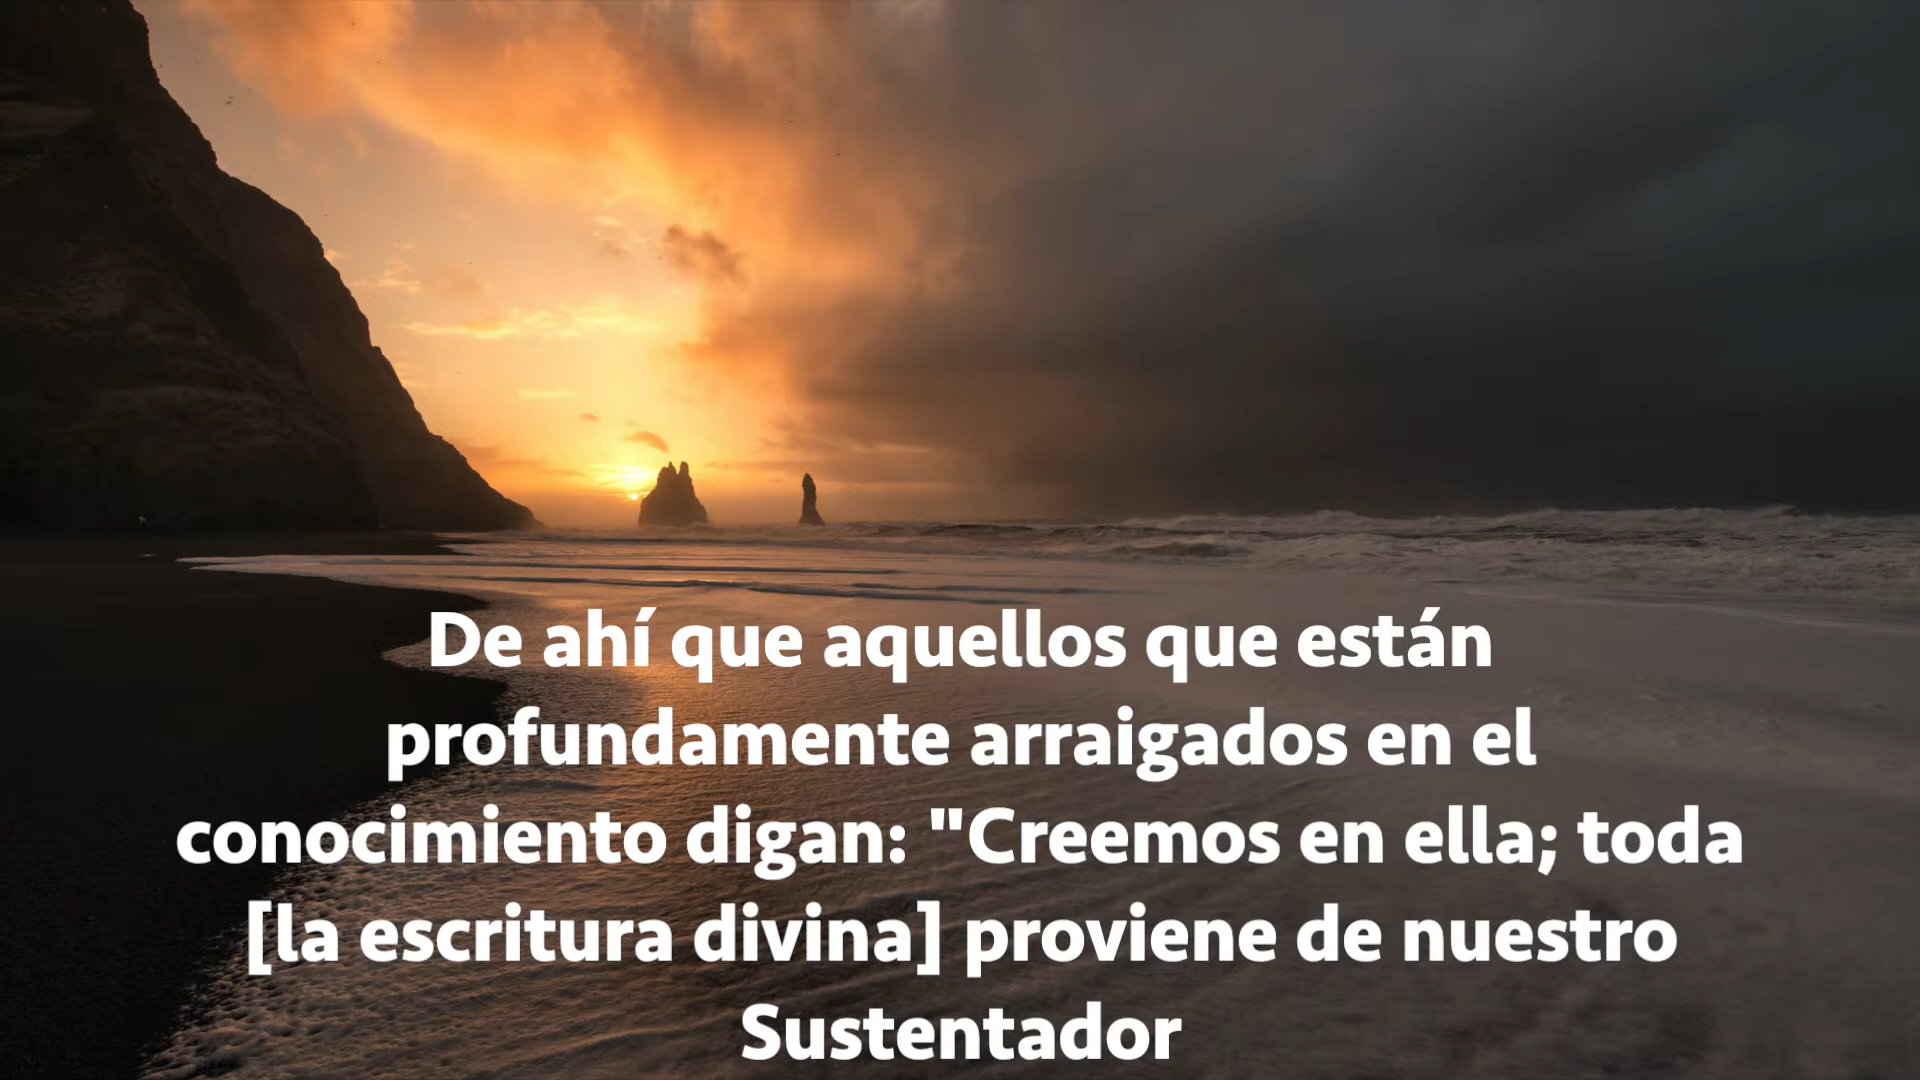 De ahí que aquellos que están
profundamente arraigados en el
conocimiento digan: "Creemos en ella; toda
[la escritura divina] proviene de nuestro
Sustentador